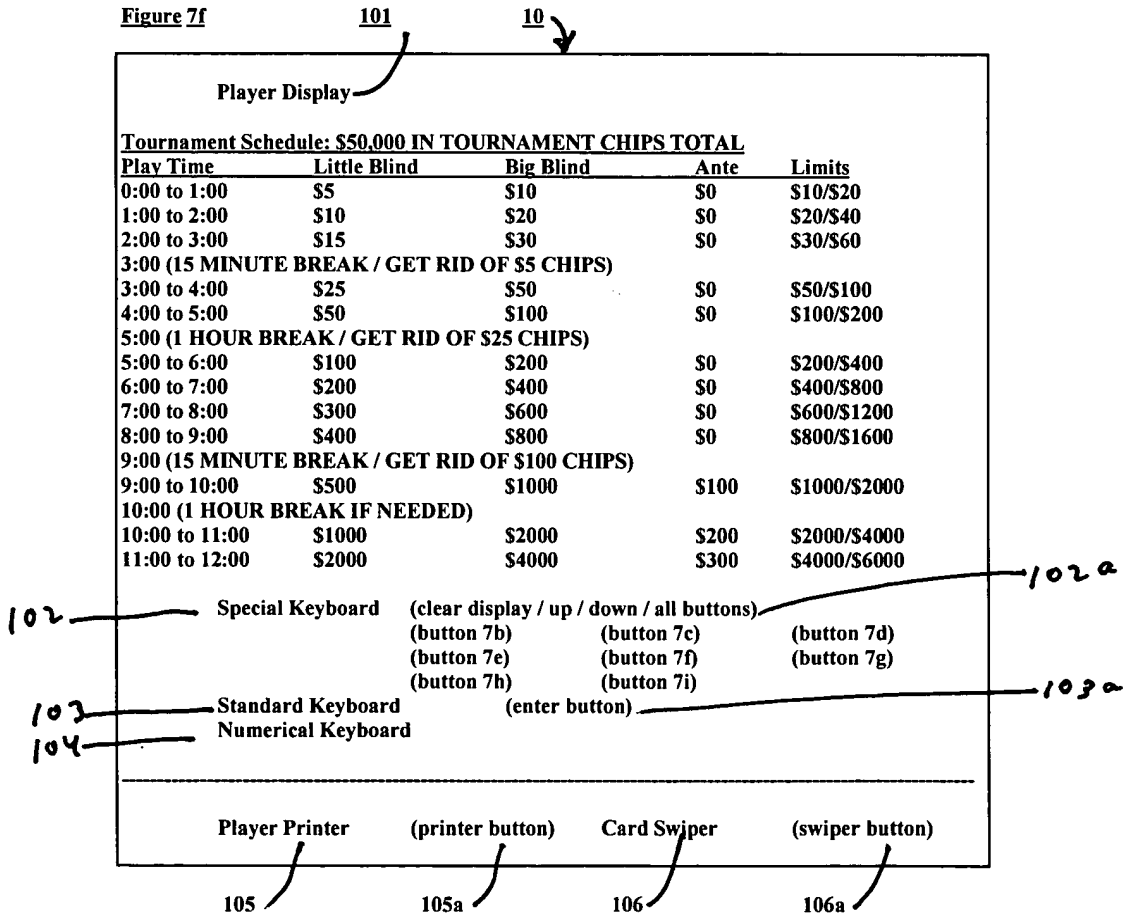 Figure 7f 101 10
Player Display
Tournament Schedule: $50,000 IN TOURNAMENT CHIPS TOTAL
Play Time Little Blind Big Blind Ante Limits
0:00 to 1:00 $5 $10 $0 $10/$20
1:00 to 2:00 $10 $20 $0 $20/$40
2:00 to 3:00 $15 $30 $0 $30/$60
3:00 (15 MINUTE BREAK / GET RID OF $5 CHIPS)
3:00 to 4:00 $25 $50 $0 $50/$100
4:00 to 5:00 $50 $100 $0 $100/$200
5:00 (1 HOUR BREAK / GET RID OF $25 CHIPS)
5:00 to 6:00 $100 $200 $0 $200/$400
6:00 to 7:00 $200 $400 $0 $400/$800
7:00 to 8:00 $300 $600 $0 $600/$1200
8:00 to 9:00 $400 $800 $0 $800/$1600
9:00 (15 MINUTE BREAK / GET RID OF $100 CHIPS)
9:00 to 10:00 $500 $1000 $100 $1000/$2000
10:00 (1 HOUR BREAK IF NEEDED)
10:00 to 11:00 $1000 $2000 $200 $2000/$4000
11:00 to 12:00 $2000 $4000 $300 $4000/$6000
102a
102 Special Keyboard (clear display / up / down / all buttons)
(button 7b) (button 7c) (button 7d)
(button 7e) (button 7f) (button 7g)
(button 7h) (button 7i)
103 Standard Keyboard (enter button) 103a
104 Numerical Keyboard
Player Printer (printer button) Card Swiper (swiper button)
105 105a 106 106a